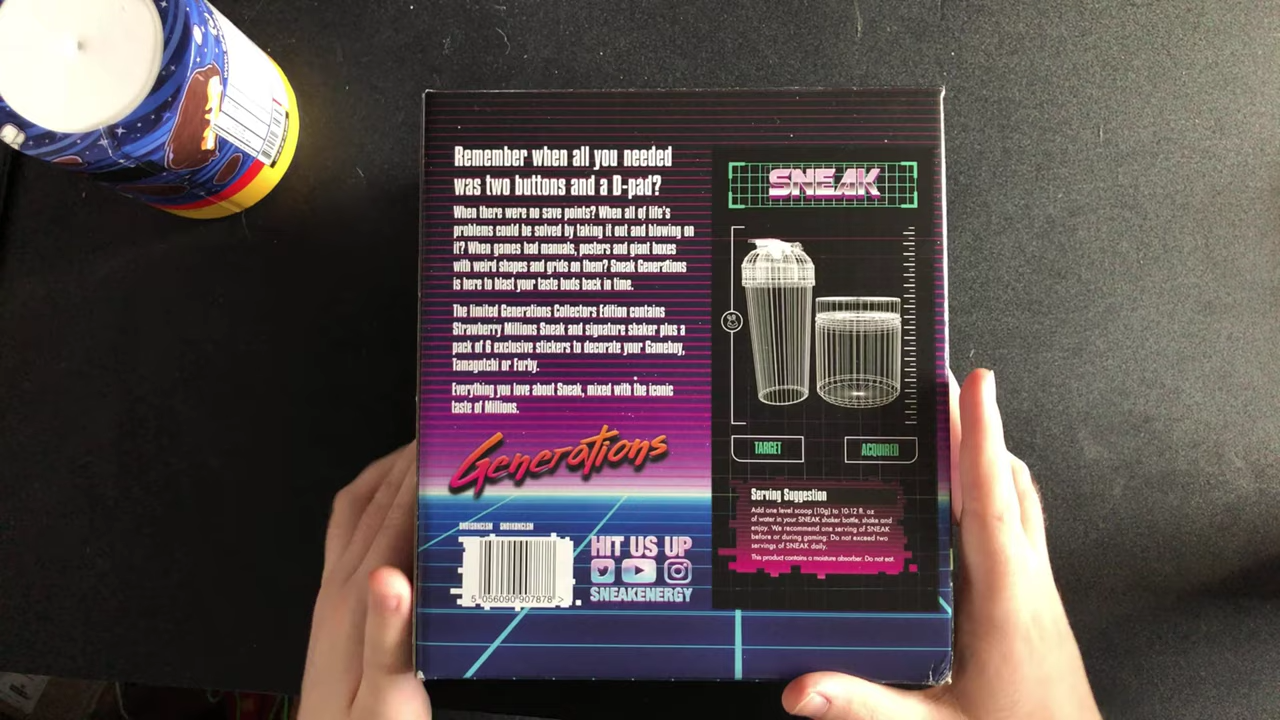 Remember when all you needed
was two buttons and a D-pad?
When there were no save points? When all of life's
problems could be solved by taking it out and blowing on
it? When games had manuals, posters and giant boxes
with weird shapes and grids on them? Sneak Generations
is here to blast your taste buds back in time.
The limited Generations Collectors Edition contains
Strawberry Millions Sneak and signature shaker plus a
pack of 6 exclusive stickers to decorate your Gameboy,
Tamagotchi or Furby.
Everything you love about Sneak, mixed with the iconic
taste of Millions.
Generations
5 056090 907878 >
HIT US UP
SNEAKENERGY
SNEAK
TARGET
ACQUIRED
Serving Suggestion
Add one level scoop (10g) to 10-12 fl. oz
of water in your SNEAK shaker bottle, shake and
enjoy. We recommend one serving of SNEAK
before or during gaming. Do not exceed two
servings of SNEAK daily.
This product contains a moisture absorber. Do not eat.